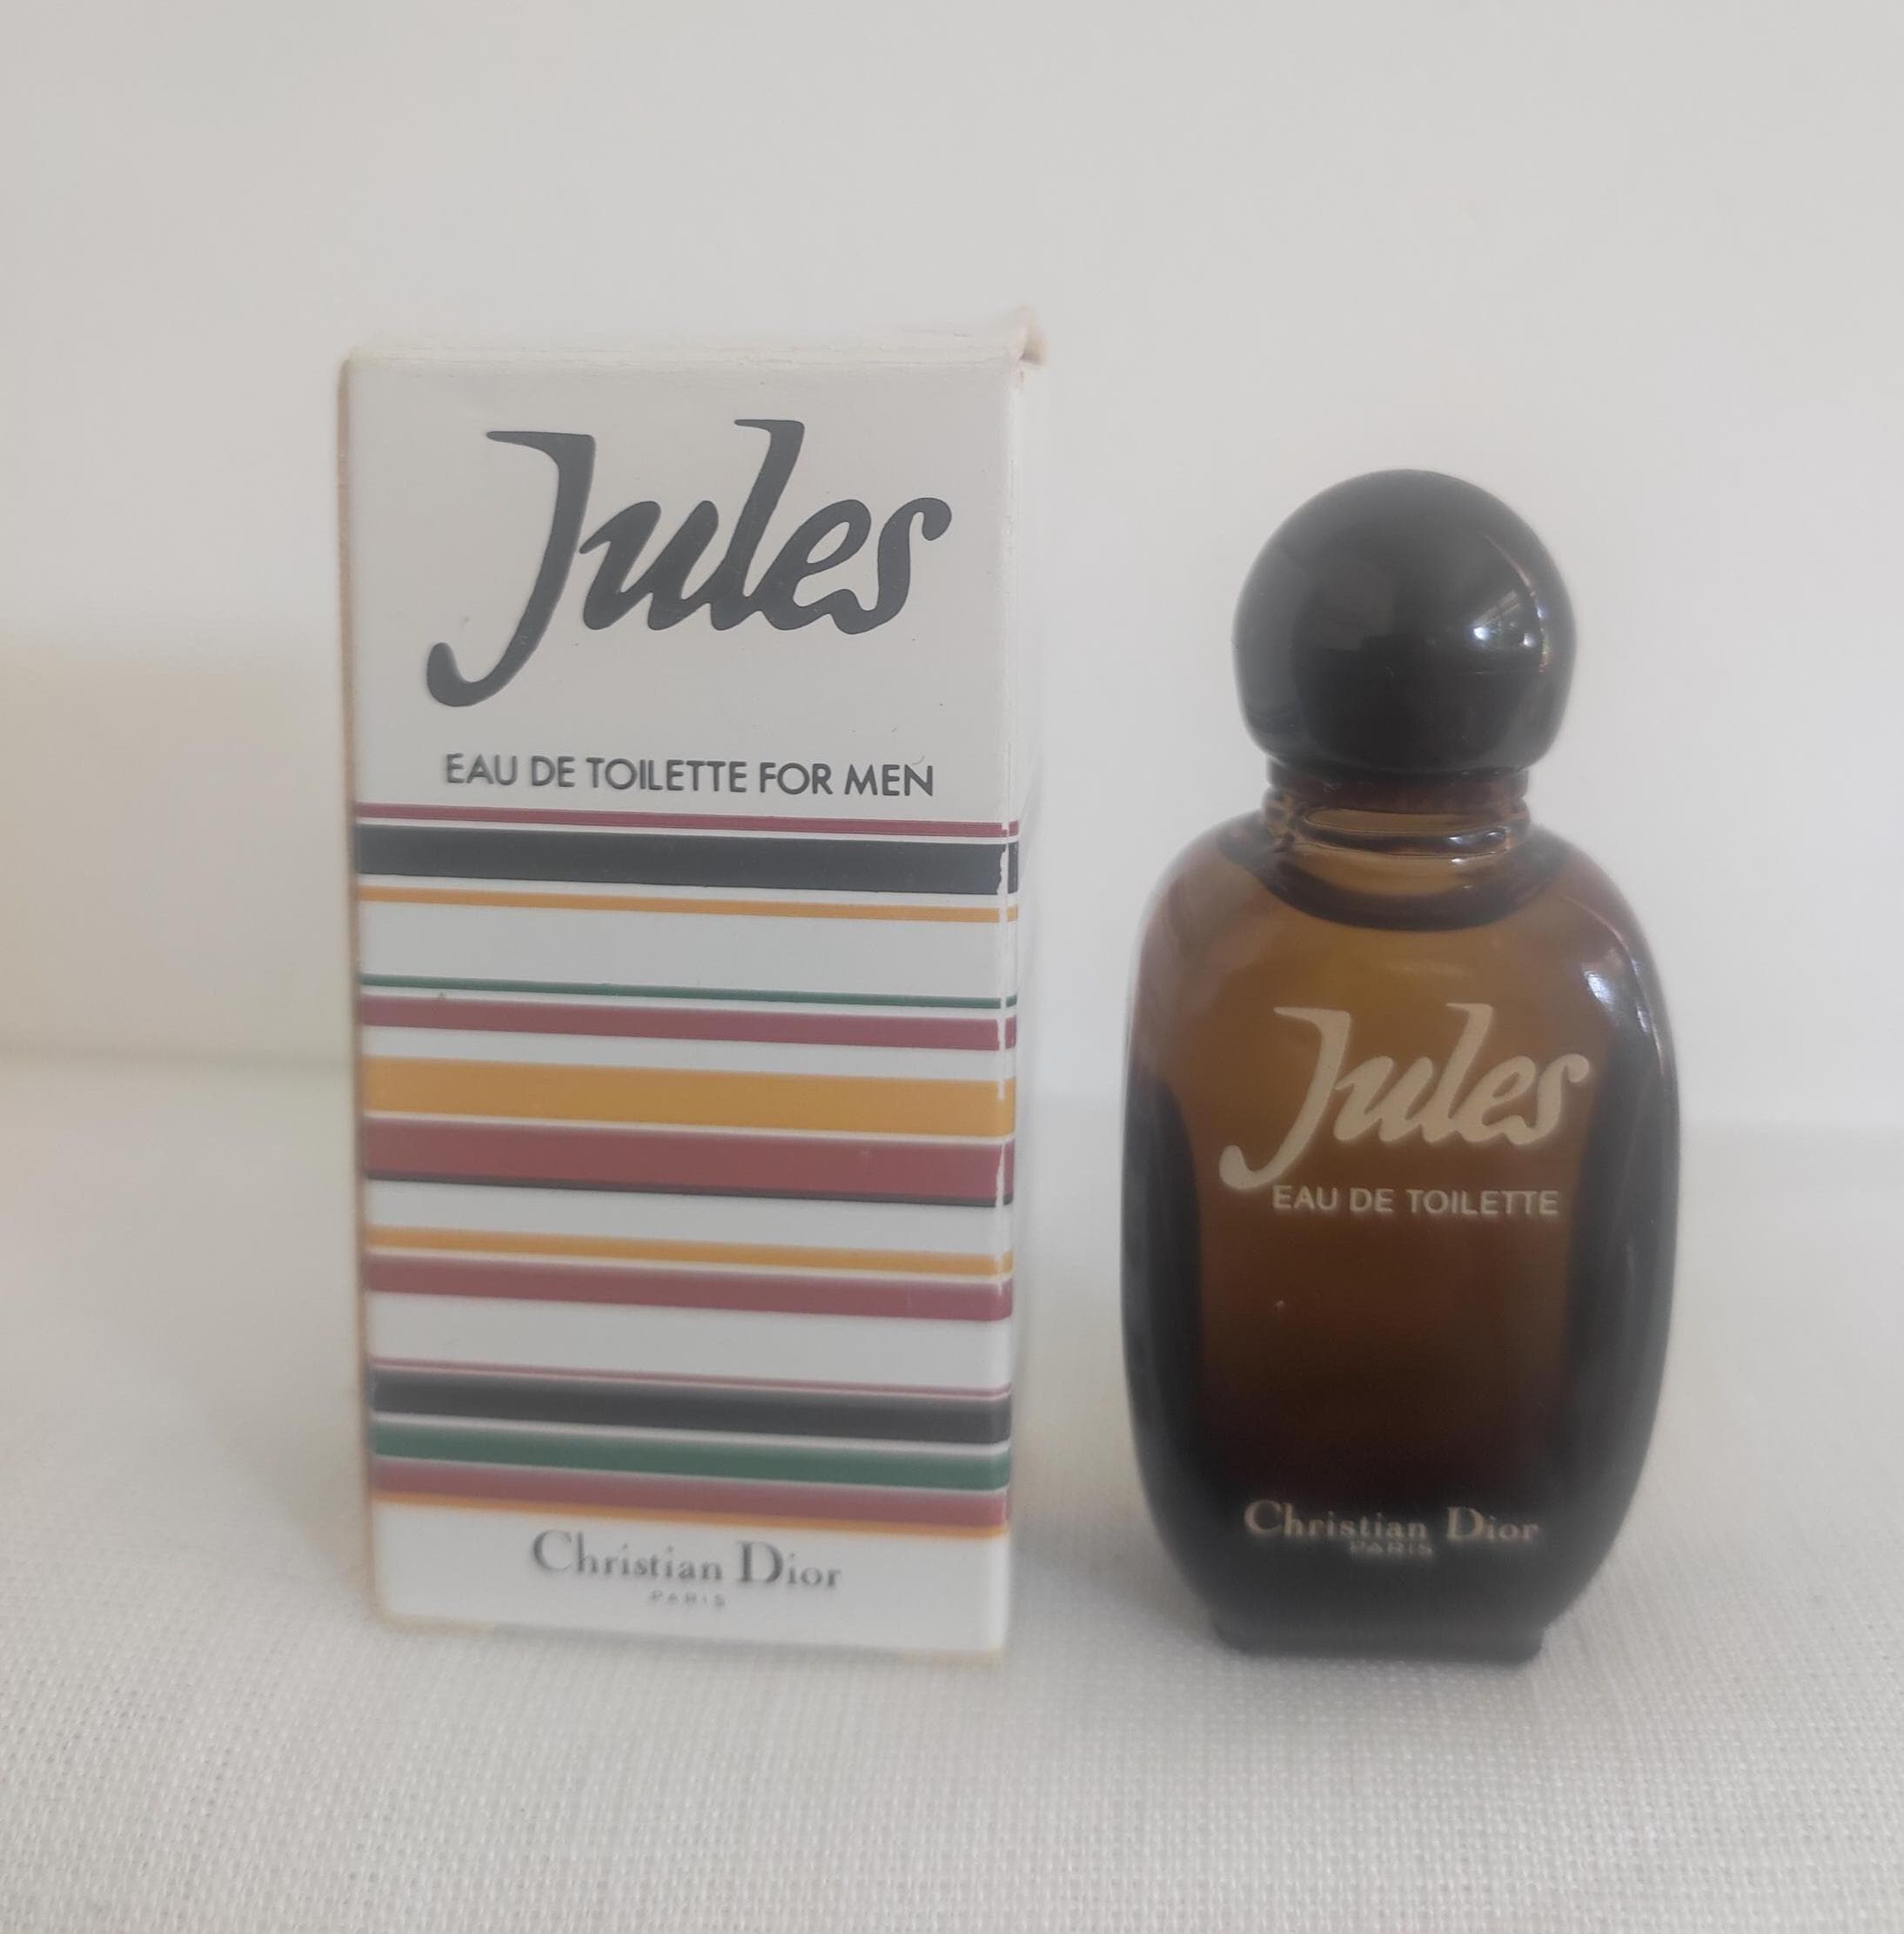 Jules
EAU DE TOILETTE FOR MEN
Christian Dior
PARIS
Jules
EAU DE TOILETTE
Christian Dior
PARIS